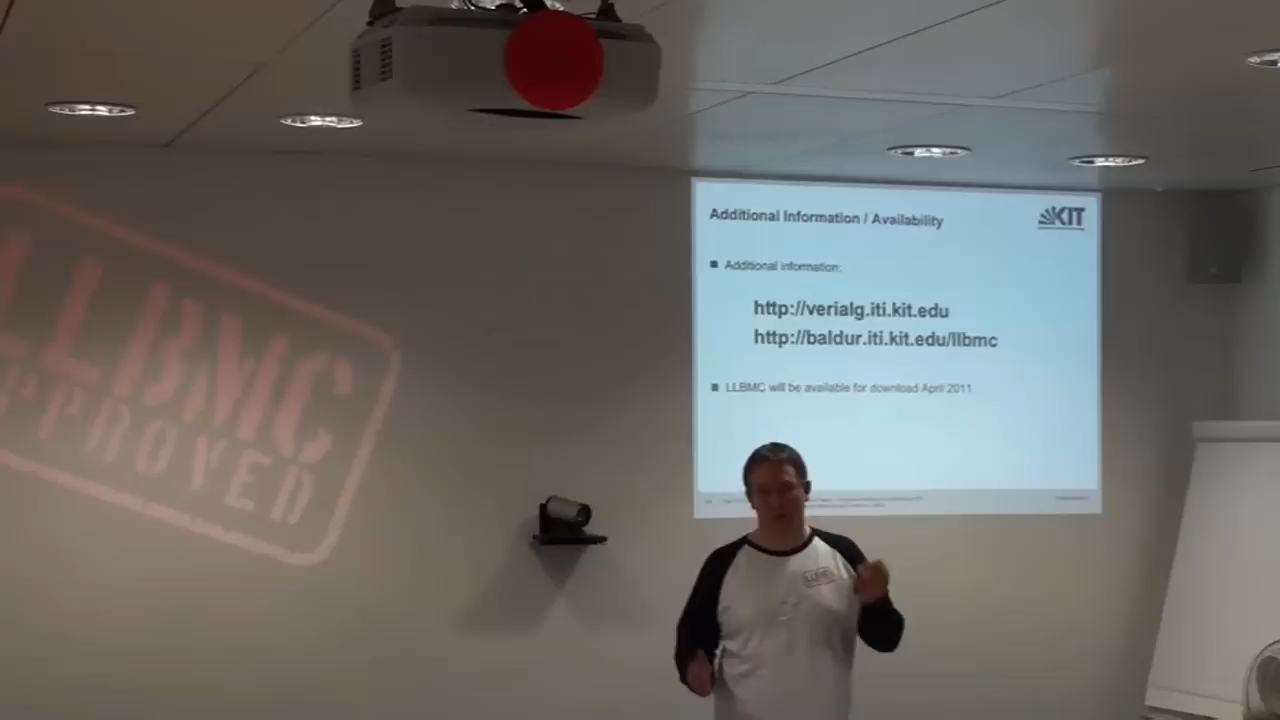 LLBMC
APPROVED
Additional Information / Availability
KIT
Additional information:
http://verialg.iti.kit.edu
http://baldur.iti.kit.edu/llbmc
LLBMC will be available for download April 2011